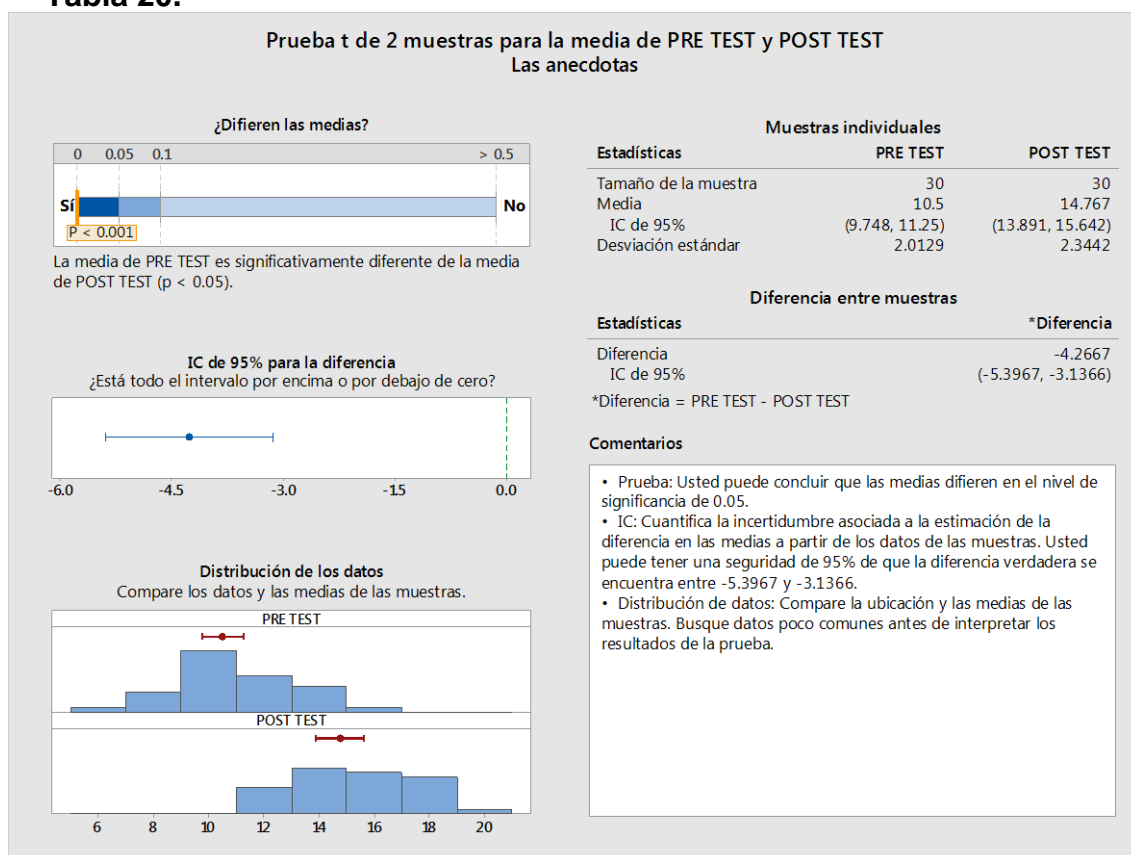 Tabla 20.
Prueba t de 2 muestras para la media de PRE TEST y POST TEST
Las anecdotas
¿Difieren las medias?
0 0.05 0.1 > 0.5
Sí No
P < 0.001
La media de PRE TEST es significativamente diferente de la media
de POST TEST (p < 0.05).
IC de 95% para la diferencia
¿Está todo el intervalo por encima o por debajo de cero?
-6.0 -4.5 -3.0 -1.5 0.0
Distribución de los datos
Compare los datos y las medias de las muestras.
PRE TEST
POST TEST
6 8 10 12 14 16 18 20
Muestras individuales
Estadísticas PRE TEST POST TEST
Tamaño de la muestra 30 30
Media 10.5 14.767
IC de 95% (9.748, 11.25) (13.891, 15.642)
Desviación estándar 2.0129 2.3442
Diferencia entre muestras
Estadísticas *Diferencia
Diferencia -4.2667
IC de 95% (-5.3967, -3.1366)
*Diferencia = PRE TEST - POST TEST
Comentarios
• Prueba: Usted puede concluir que las medias difieren en el nivel de
significancia de 0.05.
• IC: Cuantifica la incertidumbre asociada a la estimación de la
diferencia en las medias a partir de los datos de las muestras. Usted
puede tener una seguridad de 95% de que la diferencia verdadera se
encuentra entre -5.3967 y -3.1366.
• Distribución de datos: Compare la ubicación y las medias de las
muestras. Busque datos poco comunes antes de interpretar los
resultados de la prueba.